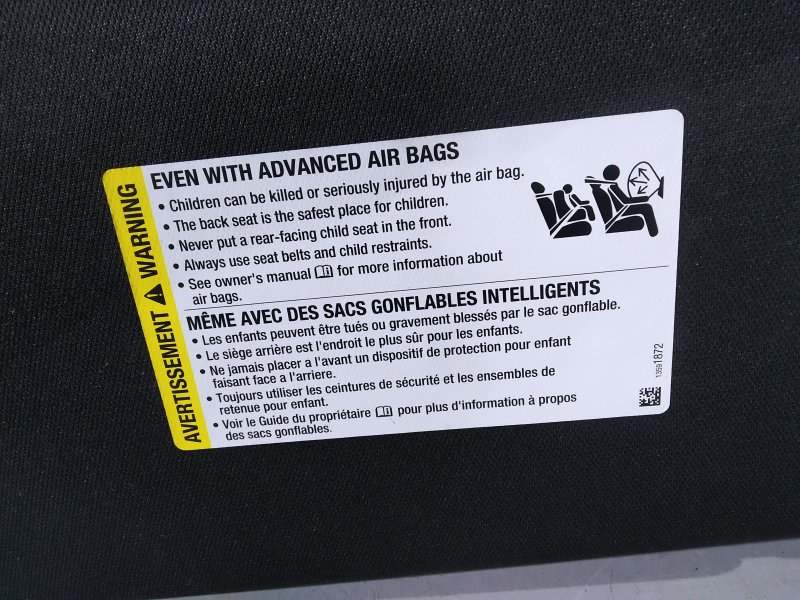 AVERTISSEMENT ⚠ WARNING
EVEN WITH ADVANCED AIR BAGS
• Children can be killed or seriously injured by the air bag.
• The back seat is the safest place for children.
• Never put a rear-facing child seat in the front.
• Always use seat belts and child restraints.
• See owner's manual for more information about
air bags.
MÊME AVEC DES SACS GONFLABLES INTELLIGENTS
• Les enfants peuvent être tués ou gravement blessés par le sac gonflable.
• Le siège arrière est l'endroit le plus sûr pour les enfants.
• Ne jamais placer a l'avant un dispositif de protection pour enfant
faisant face a l'arriere.
• Toujours utiliser les ceintures de sécurité et les ensembles de
retenue pour enfant.
• Voir le Guide du propriétaire pour plus d'information à propos
des sacs gonflables.
13591872